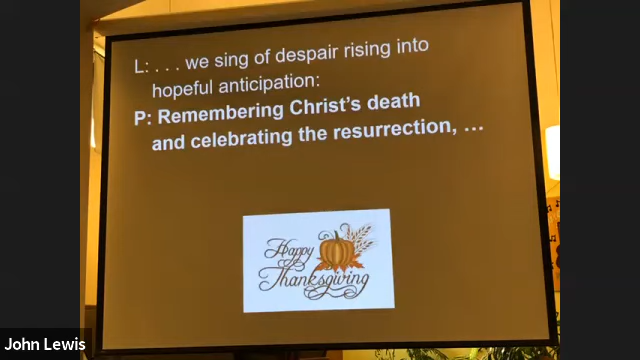 L: . . . we sing of despair rising into
hopeful anticipation:
P: Remembering Christ's death
and celebrating the resurrection, ...
Happy
Thanksgiving
John Lewis